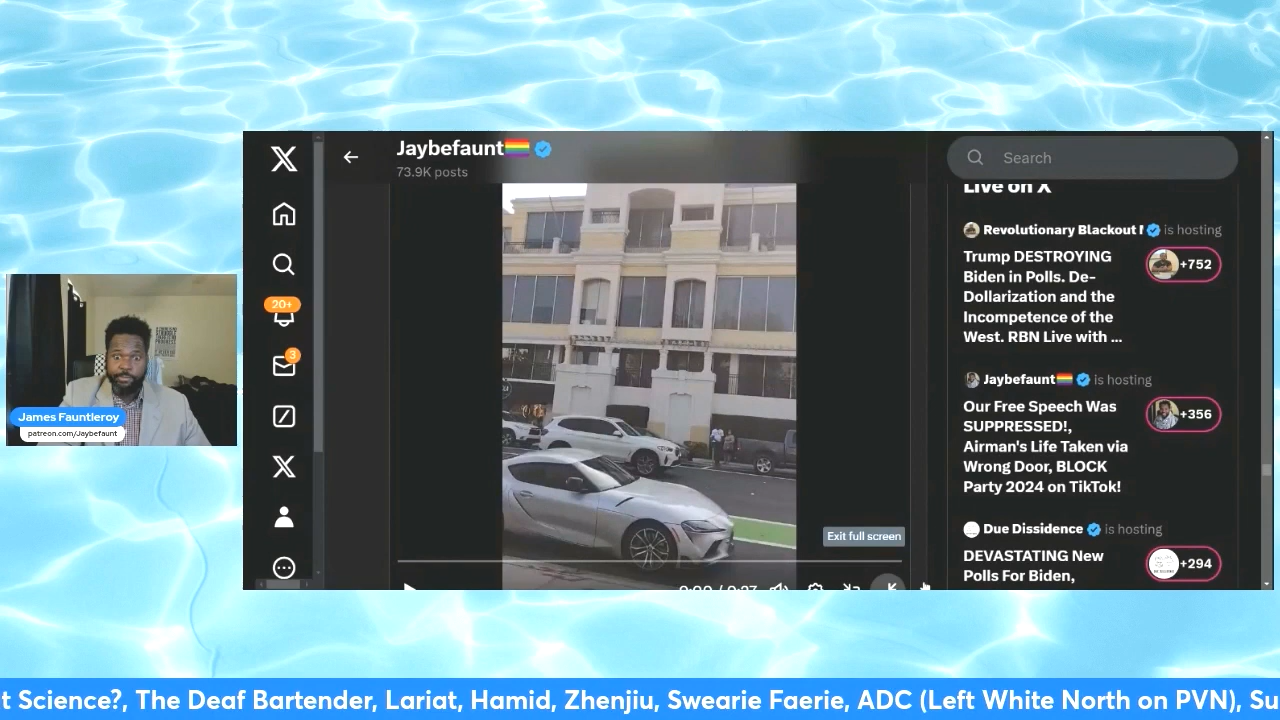 Jaybefaunt
73.9K posts
Search
Live on X
Revolutionary Blackout is hosting
Trump DESTROYING
Biden in Polls. De-
Dollarization and the
Incompetence of the
West. RBN Live with ...
+752
20+
3
Jaybefaunt is hosting
Our Free Speech Was
SUPPRESSED!,
Airman's Life Taken via
Wrong Door, BLOCK
Party 2024 on TikTok!
+356
Due Dissidence is hosting
DEVASTATING New
Polls For Biden,
+294
Exit full screen
0:00 / 0:27
James Fauntleroy
patreon.com/Jaybefaunt
t Science?, The Deaf Bartender, Lariat, Hamid, Zhenjiu, Swearie Faerie, ADC (Left White North on PVN), Su